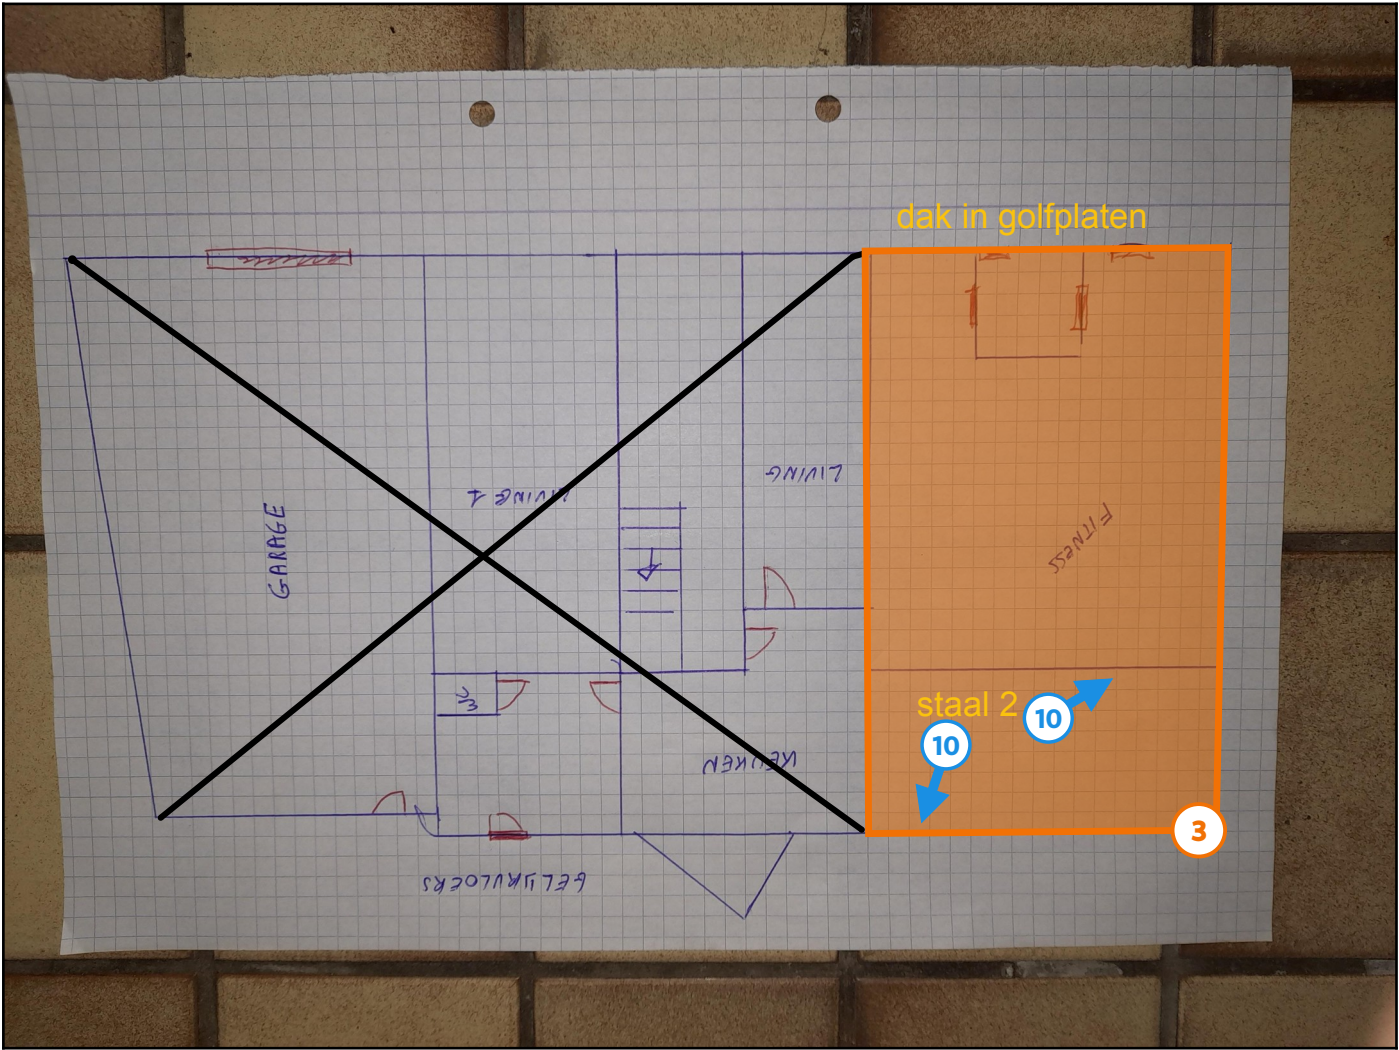 dak in golfplaten
LIVING
LIVING 1
GARAGE
FITNESS
WC
staal 2
10
10
KEUKEN
3
GELIJKVLOERS